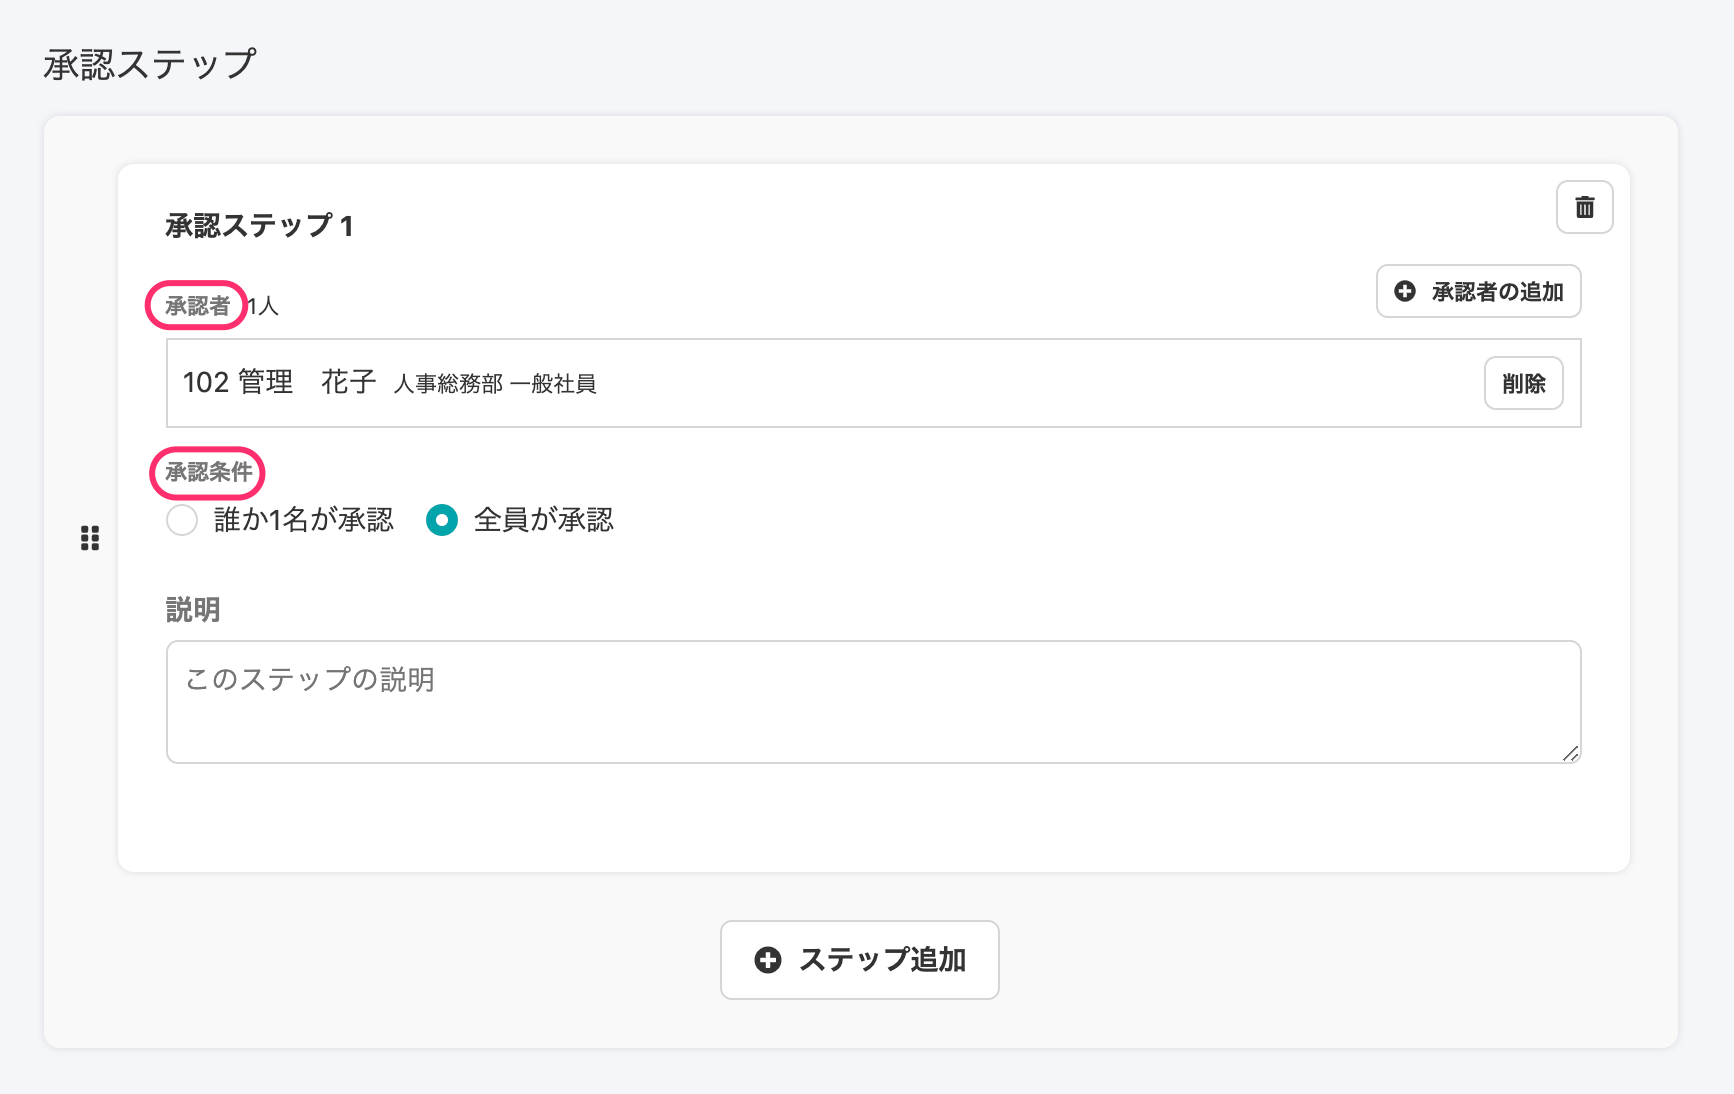 承認ステップ
承認ステップ 1
承認者 1人
承認者の追加
102 管理　花子 人事総務部 一般社員
削除
承認条件
誰か1名が承認 全員が承認
説明
このステップの説明
ステップ追加